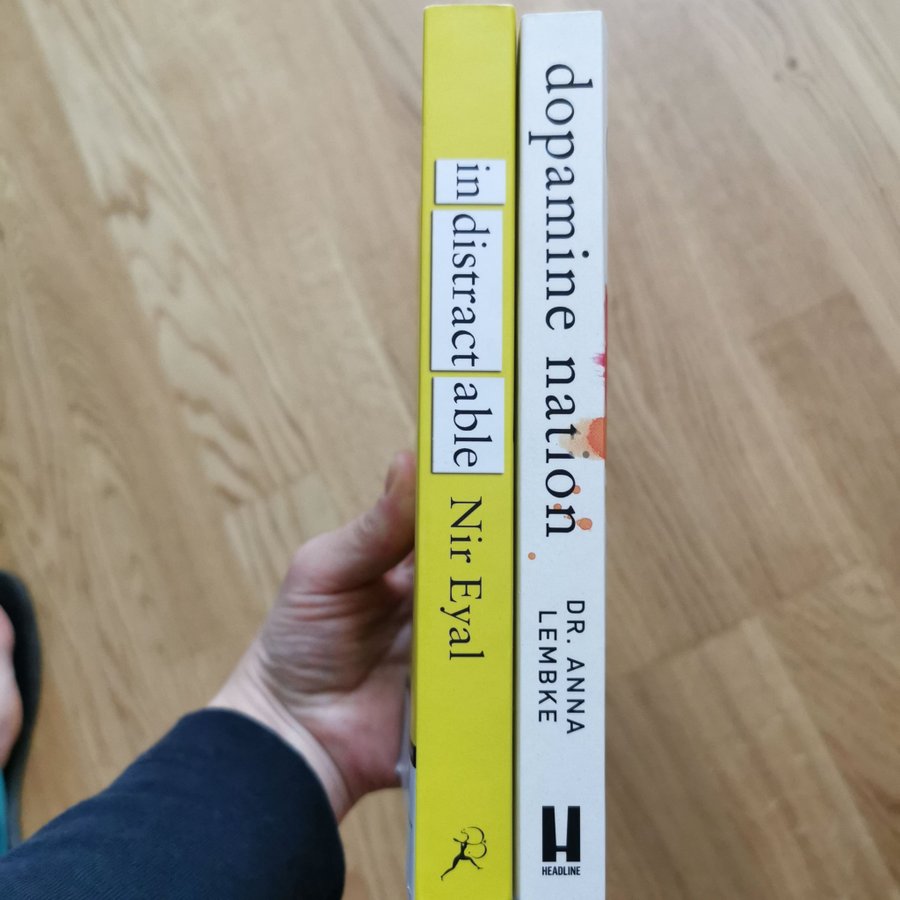 in distract able Nir Eyal
dopamine nation
DR. ANNA
LEMBKE
HEADLINE